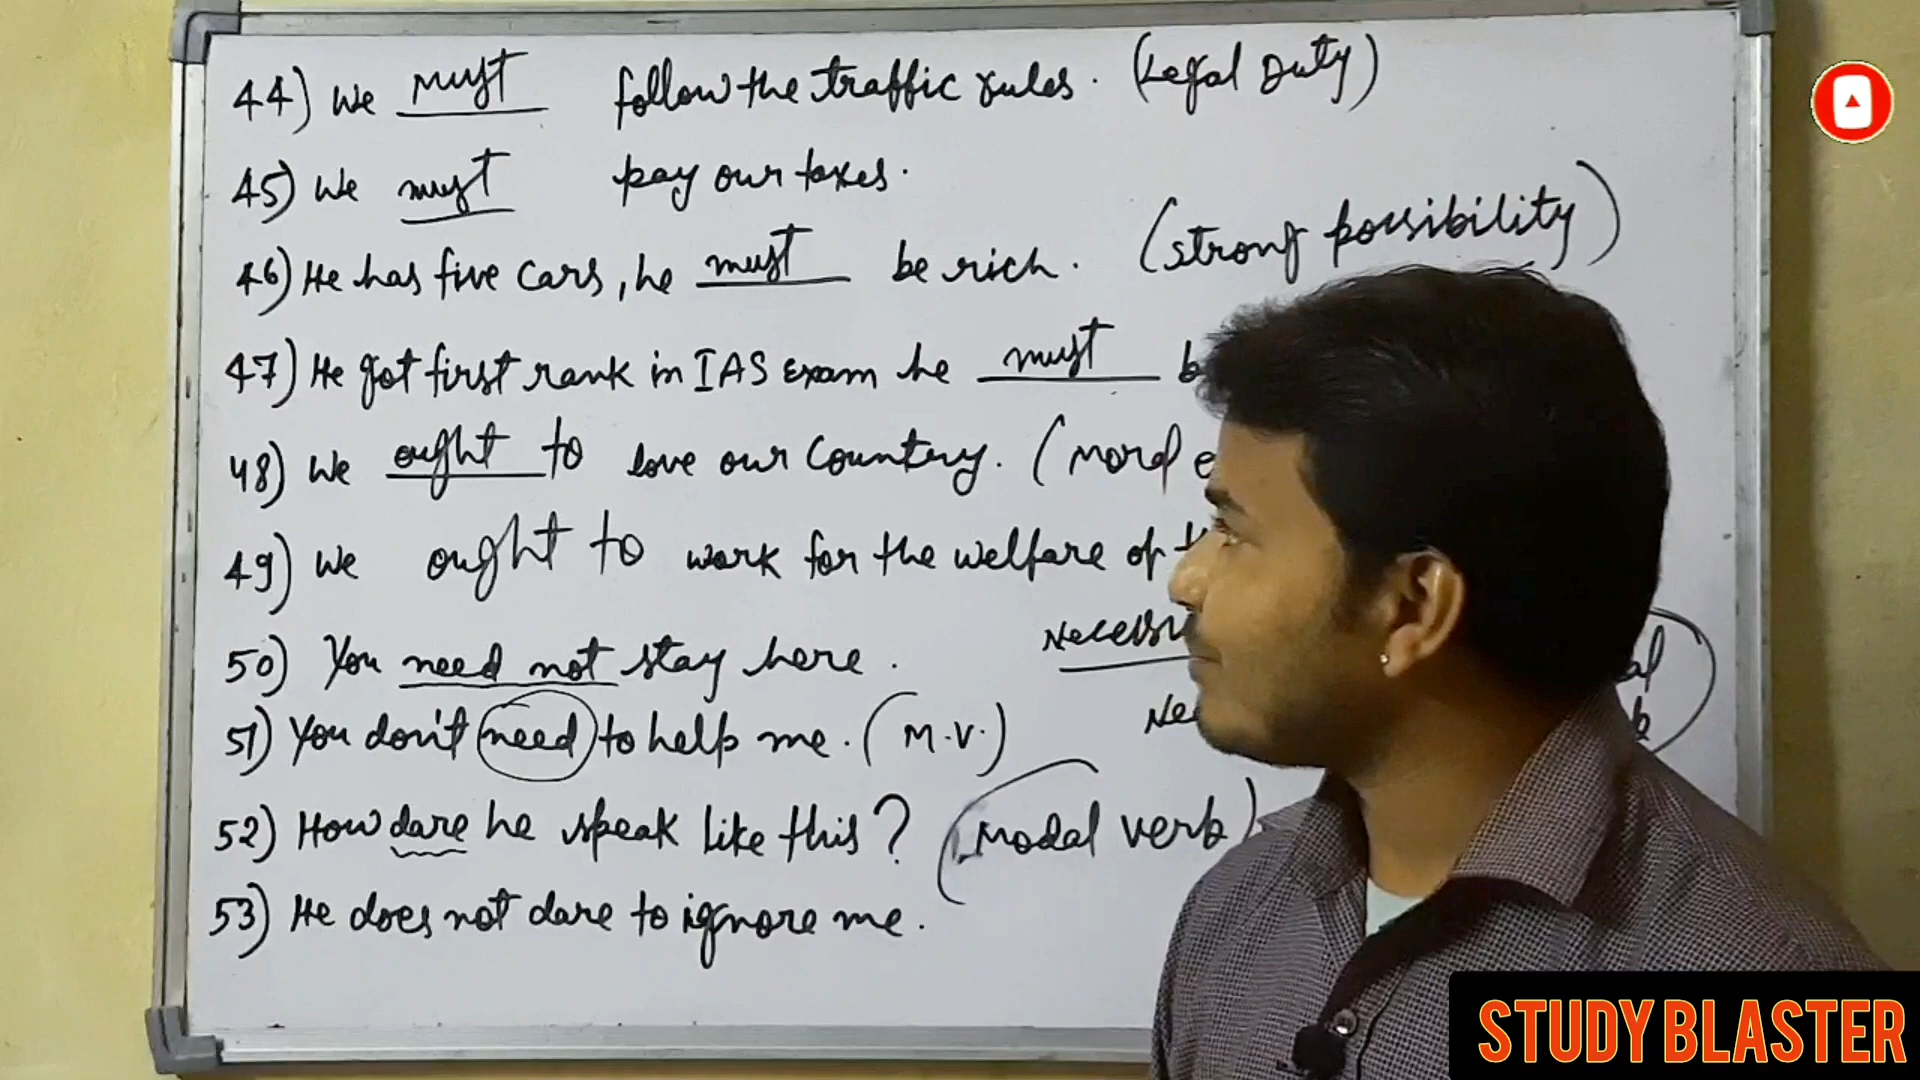 44) We must follow the traffic rules. (Legal Duty)
45) We must pay our taxes.
46) He has five cars, he must be rich. (strong possibility)
47) He got first rank in IAS Exam he must
48) We ought to love our country. (Moral
49) We ought to work for the welfare of
50) You need not stay here.
51) You don't need to help me. (M.V.)
52) How dare he speak like this? (Modal verb)
53) He does not dare to ignore me.
STUDY BLASTER